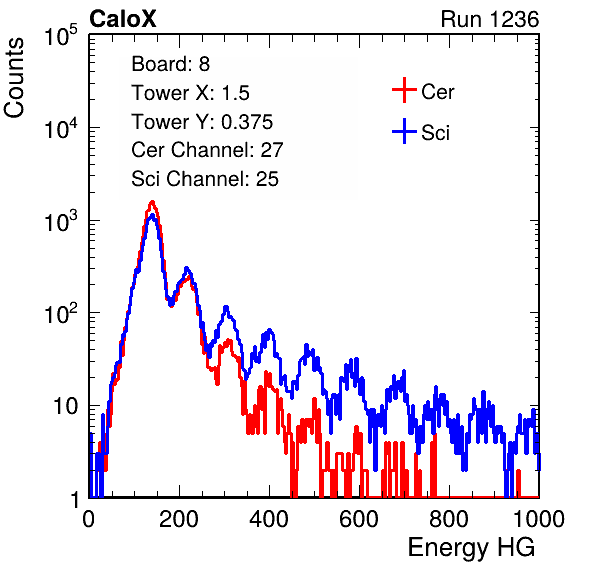 CaloX Run 1236
Counts
Board: 8
Tower X: 1.5
Tower Y: 0.375
Cer Channel: 27
Sci Channel: 25
Cer
Sci
10^5
10^4
10^3
10^2
10
1
0 200 400 600 800 1000
Energy HG